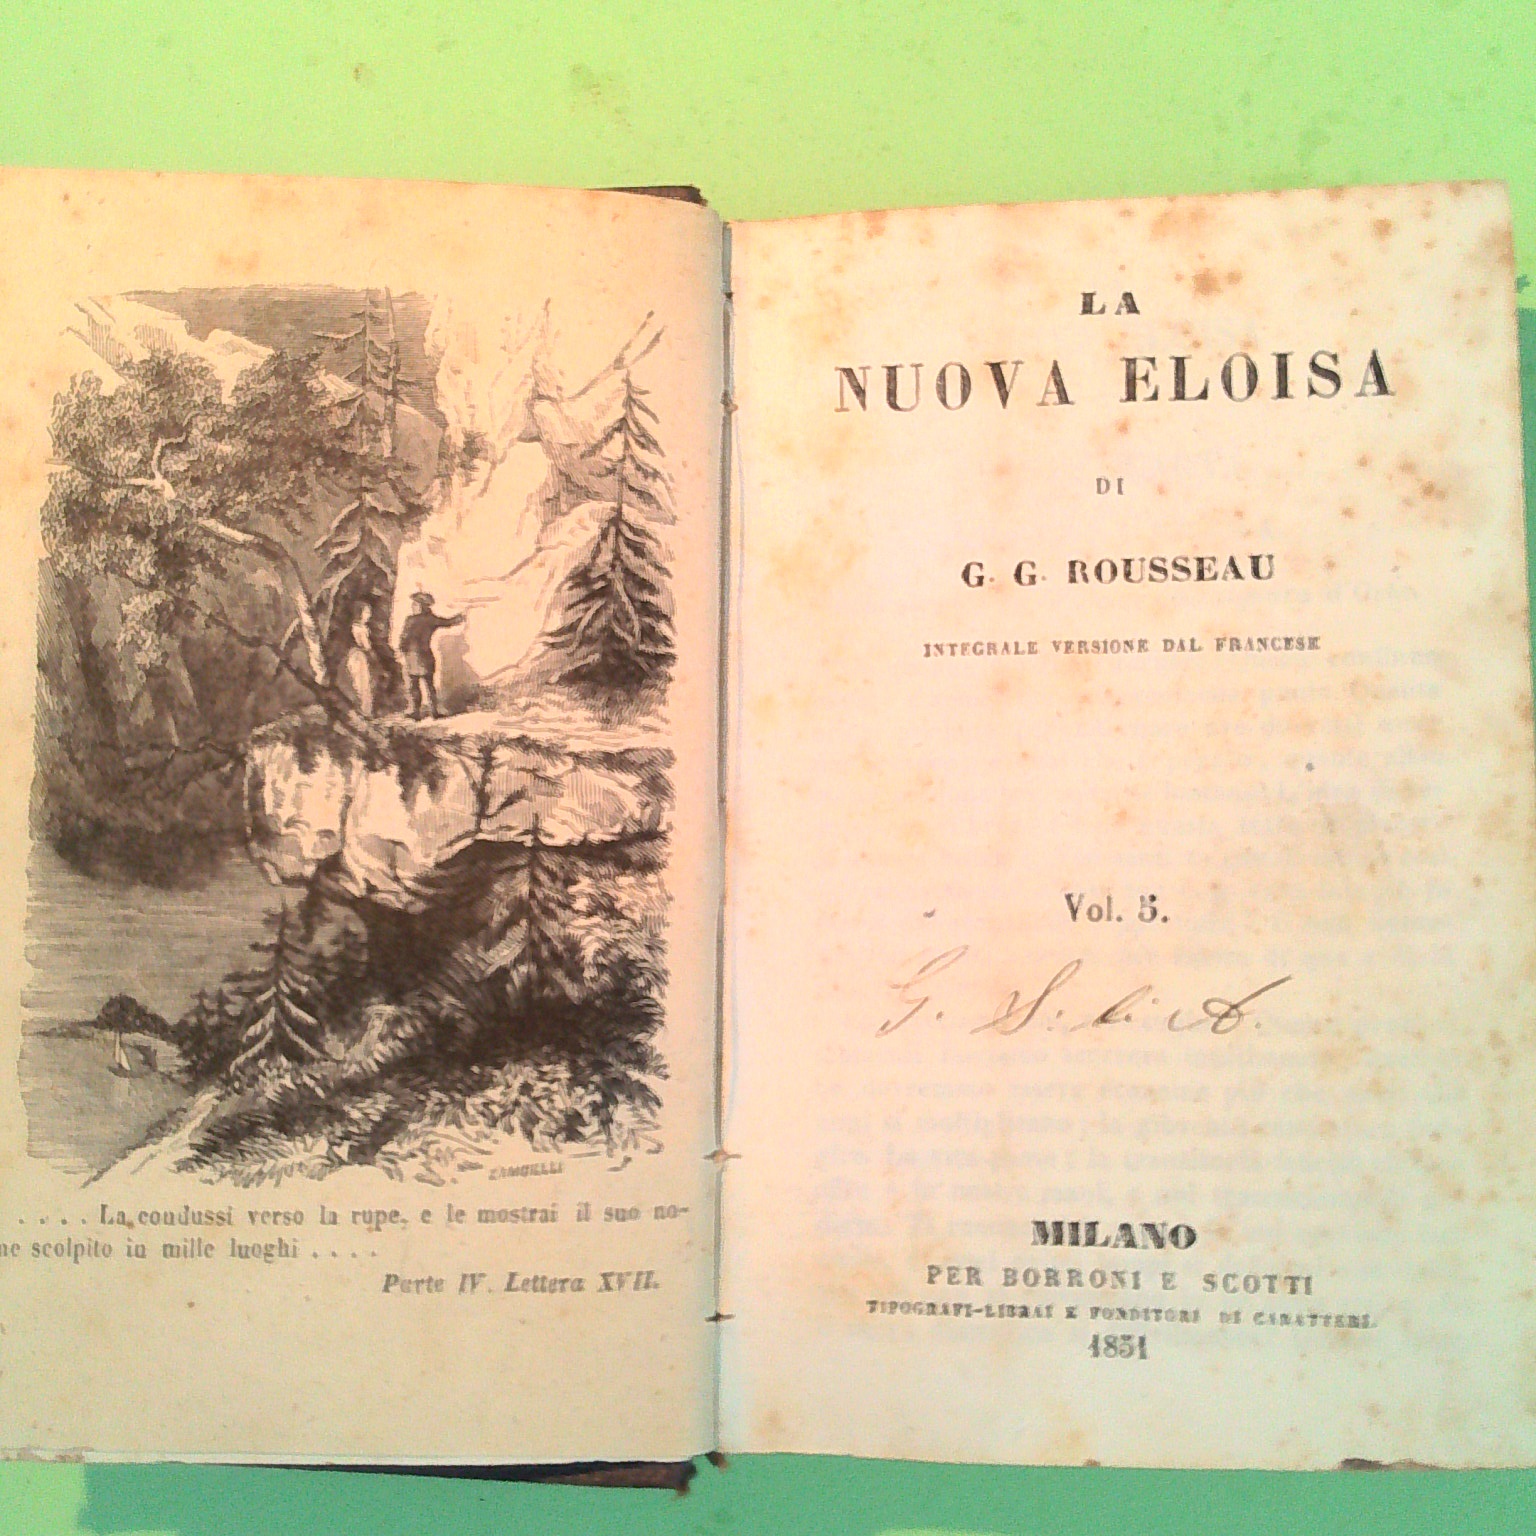 ZAMBELLI
. . . . La condussi verso la rupe, e le mostrai il suo no-
me scolpito in mille luoghi . . . .
Parte IV. Lettera XVII.
LA
NUOVA ELOISA
DI
G. G. ROUSSEAU
INTEGRALE VERSIONE DAL FRANCESE
Vol. 5.
MILANO
PER BORRONI E SCOTTI
TIPOGRAFI-LIBRAI E FONDITORI DI CARATTERI.
1851